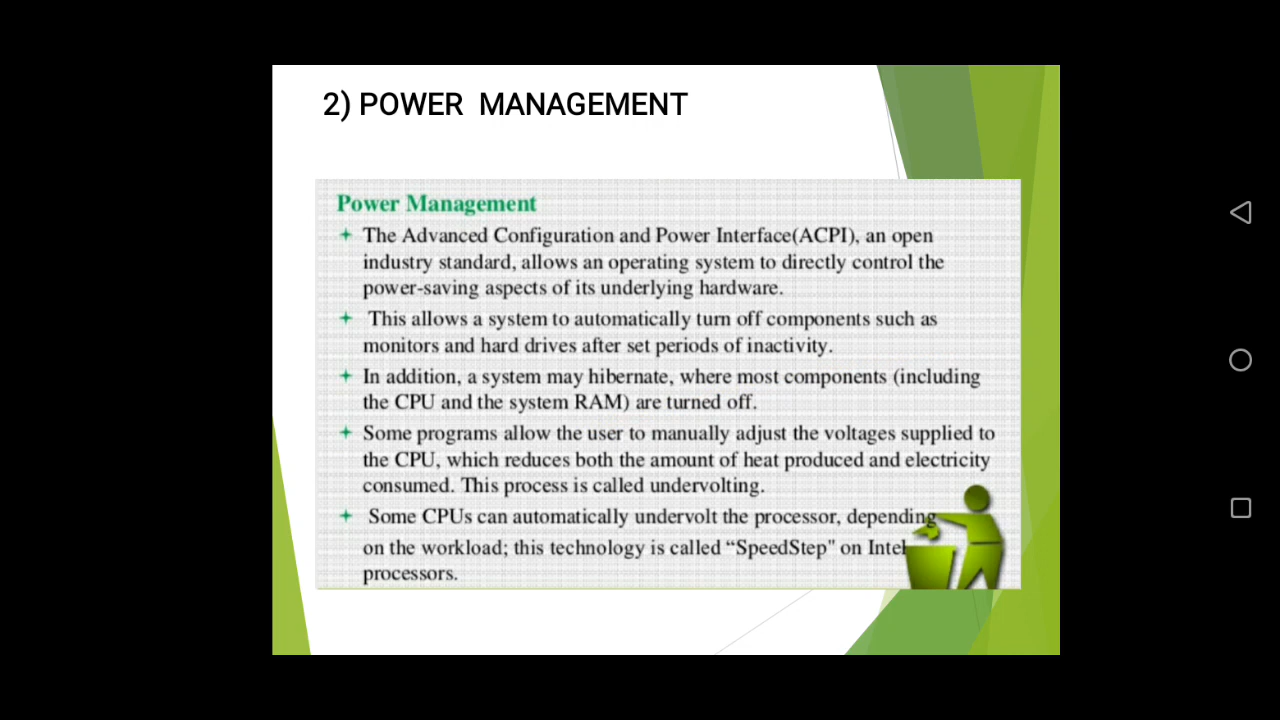 2) POWER MANAGEMENT
Power Management
The Advanced Configuration and Power Interface(ACPI), an open
industry standard, allows an operating system to directly control the
power-saving aspects of its underlying hardware.
This allows a system to automatically turn off components such as
monitors and hard drives after set periods of inactivity.
In addition, a system may hibernate, where most components (including
the CPU and the system RAM) are turned off.
Some programs allow the user to manually adjust the voltages supplied to
the CPU, which reduces both the amount of heat produced and electricity
consumed. This process is called undervolting.
Some CPUs can automatically undervolt the processor, depending
on the workload; this technology is called “SpeedStep" on Intel
processors.